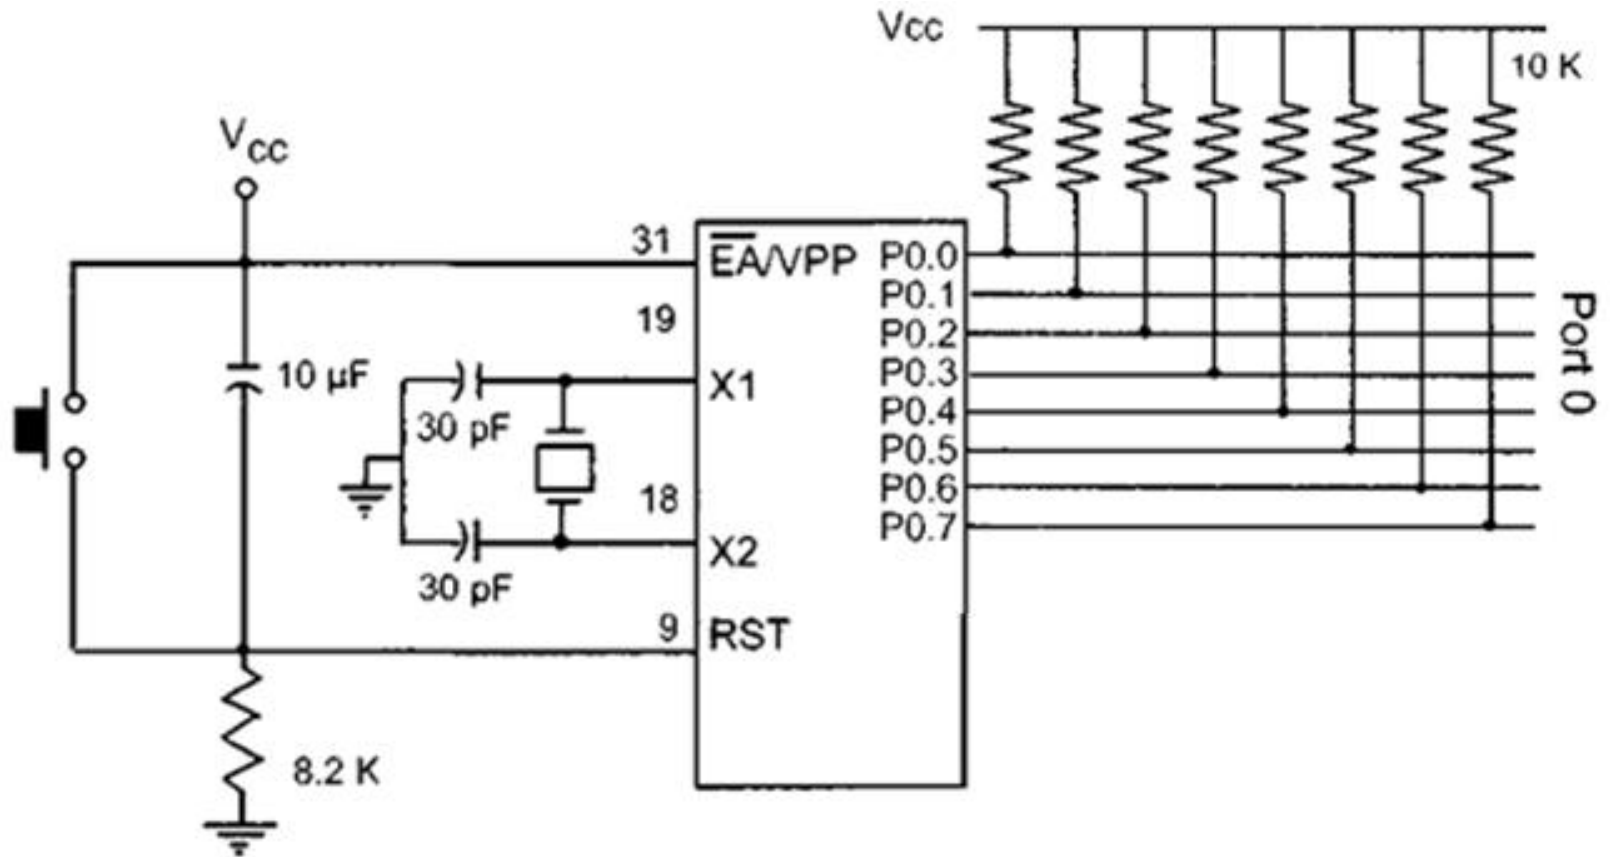 Vcc
10 K
VCC
31
EA/VPP
P0.0
19
P0.1
P0.2
10 µF
X1
P0.3
30 pF
P0.4
Port 0
P0.5
18
P0.6
X2
P0.7
30 pF
9
RST
8.2 K